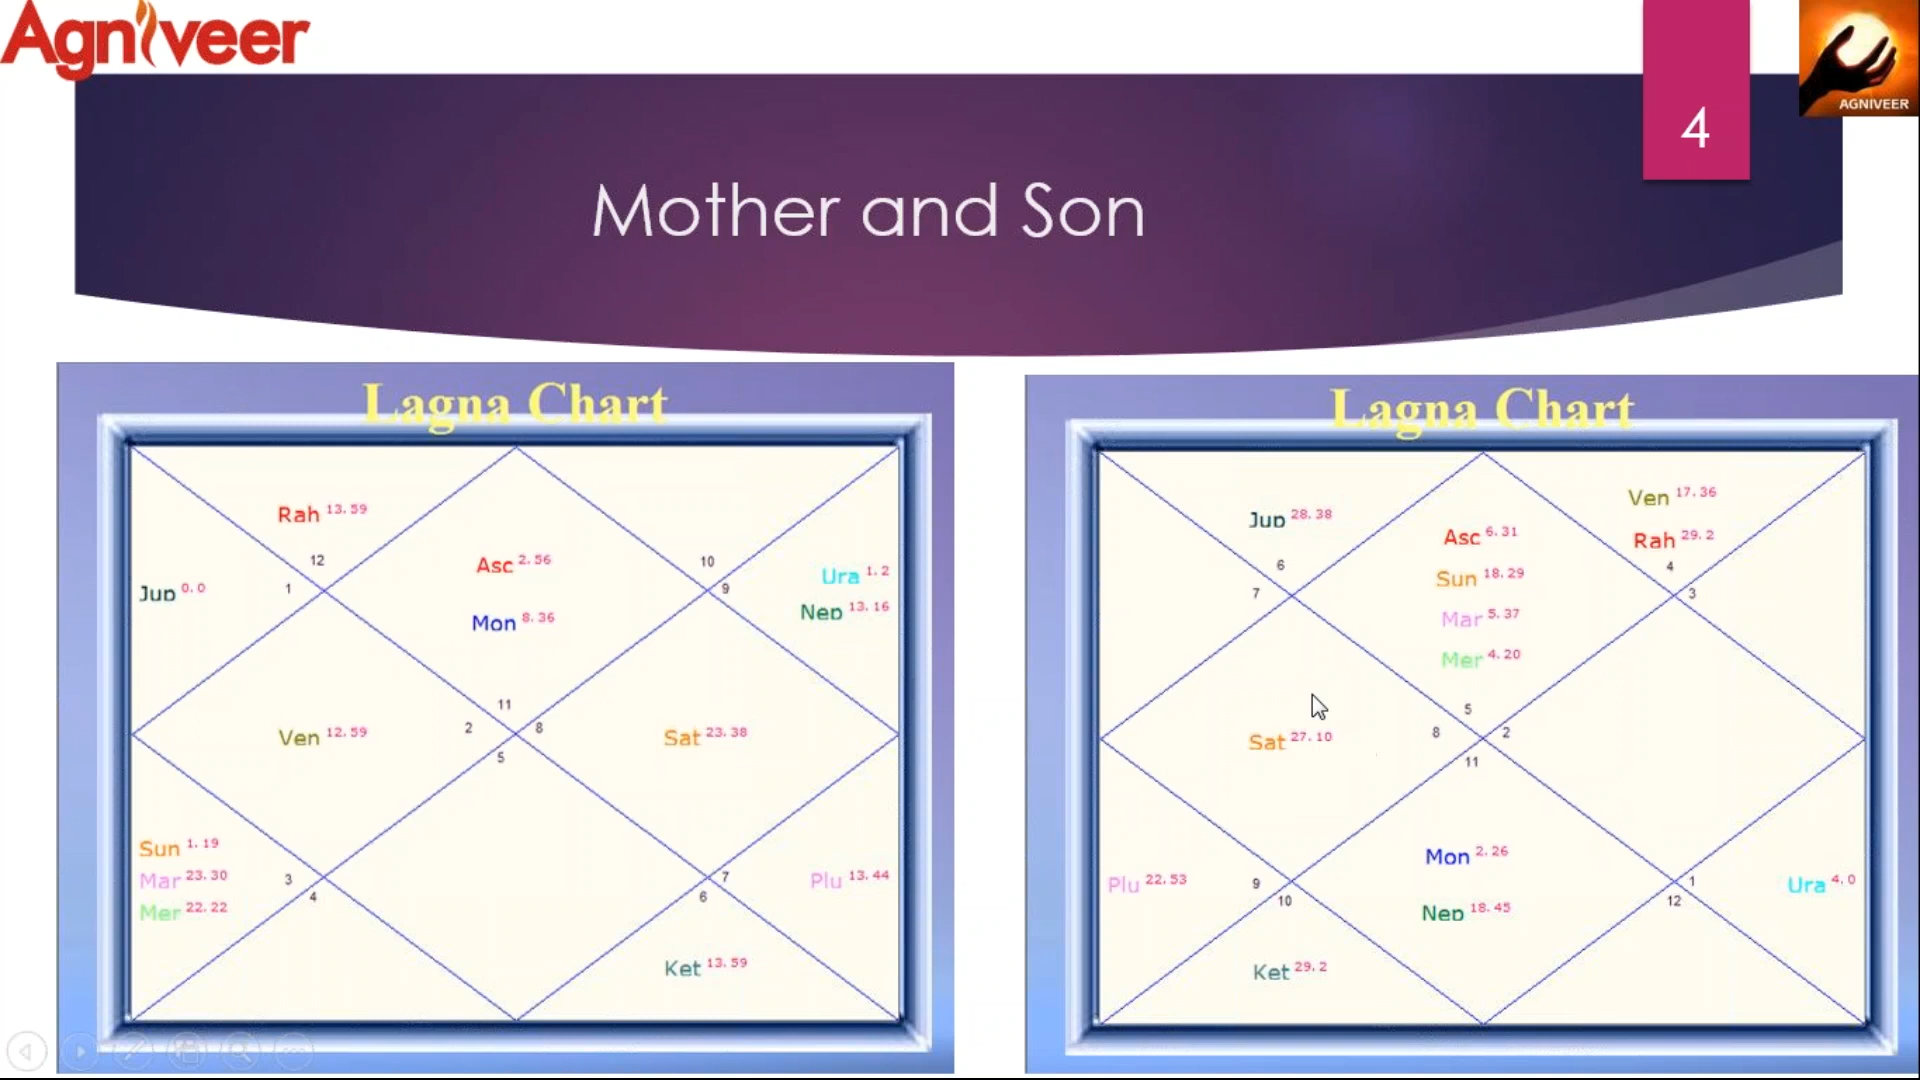 Agniveer
AGNIVEER
4
Mother and Son
Lagna Chart
Rah 13.59
12
Asc 2.56
10
Jup 0.0
1
9
Ura 1.2
Nep 13.16
Mon 8.36
11
Ven 12.59
2
8
Sat 23.38
5
Sun 1.19
Mar 23.30
Mer 22.22
3
4
7
6
Plu 13.44
Ket 13.59
Lagna Chart
Jup 28.38
6
7
Asc 6.31
Sun 18.29
Mar 5.37
Mer 4.20
Ven 17.36
Rah 29.2
4
3
5
Sat 27.10
8
2
11
Plu 22.53
9
10
Mon 2.26
Nep 18.45
1
12
Ura 4.0
Ket 29.2